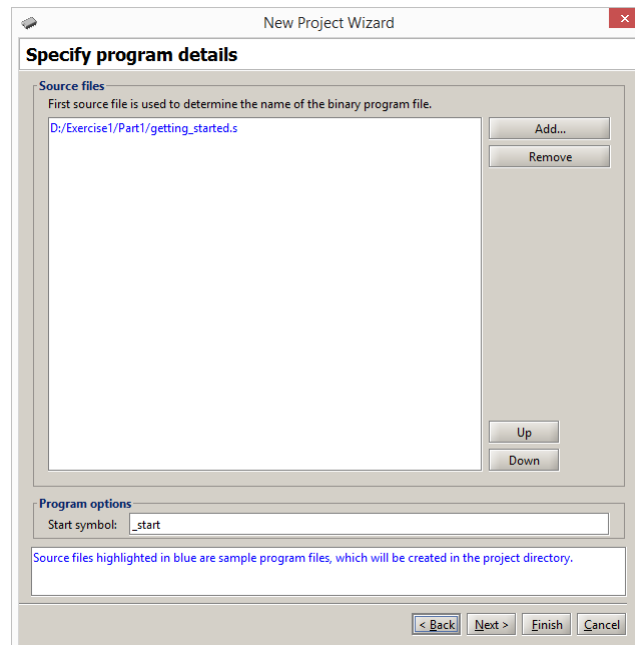 New Project Wizard
Specify program details
Source files
First source file is used to determine the name of the binary program file.
D:/Exercise1/Part1/getting_started.s
Add...
Remove
Up
Down
Program options
Start symbol: _start
Source files highlighted in blue are sample program files, which will be created in the project directory.
< Back Next > Finish Cancel